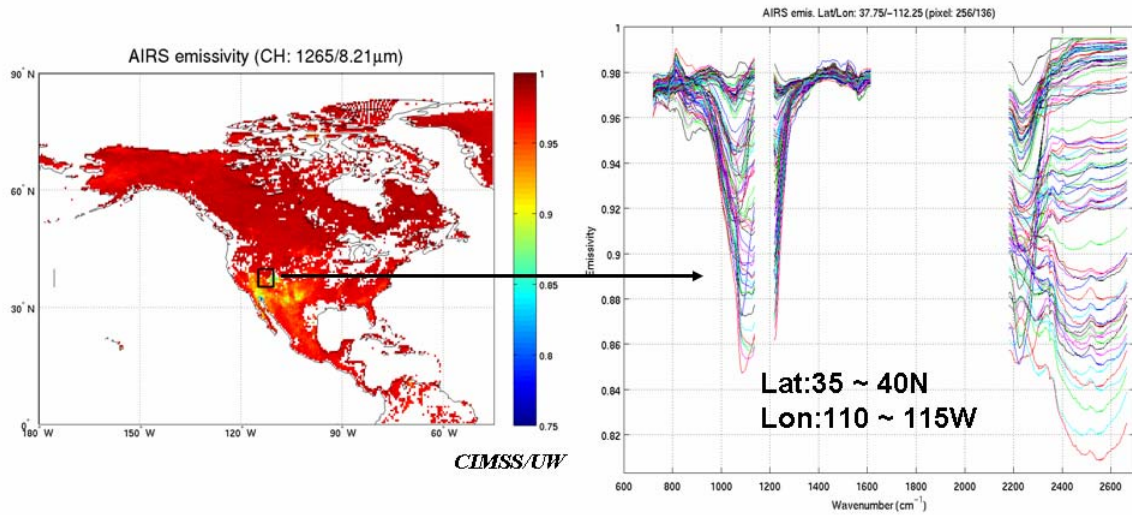 AIRS emissivity (CH: 1265/8.21μm)
90° N
60° N
30° N
0°
180 W
150 W
120 W
90 W
60 W
1
0.95
0.9
0.85
0.8
0.75
CIMSS/UW
AIRS emis. Lat/Lon: 37.75/-112.25 (pixel: 256/136)
Emissivity
0.98
0.96
0.94
0.92
0.9
0.88
0.86
0.84
0.82
Lat:35 ~ 40N
Lon:110 ~ 115W
600 800 1000 1200 1400 1600 1800 2000 2200 2400 2600
Wavenumber (cm⁻¹)